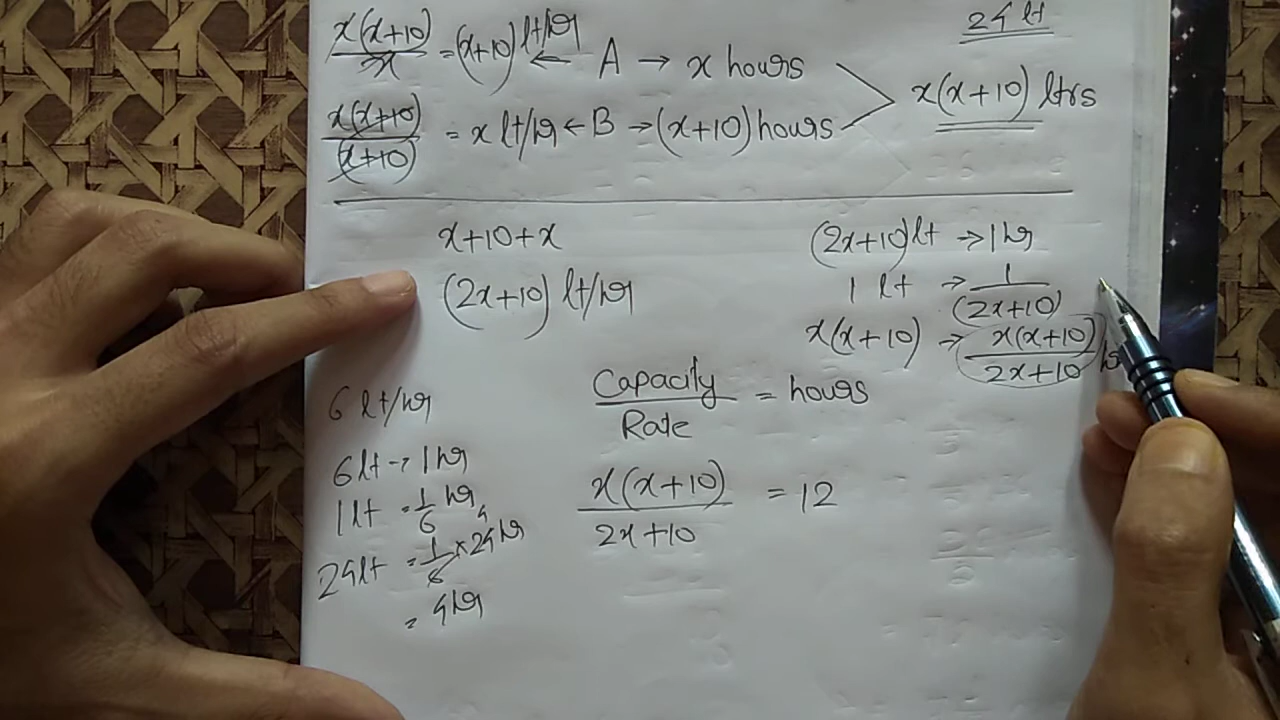 24 lt
x(x+10)/x = (x+10) lt/hr ← A → x hours
x(x+10) ltrs
x(x+10)/(x+10) = x lt/hr ← B → (x+10) hours
x+10+x
(2x+10) lt/hr
(2x+10) lt → 1 hr
1 lt → 1/(2x+10)
x(x+10) → x(x+10)/2x+10 hr
Capacity/Rate = hours
x(x+10)/2x+10 = 12
6 lt/hr
6 lt → 1 hr
1 lt = 1/6 hr
24 lt = 1/6 × 24 hr 4
= 4 hr